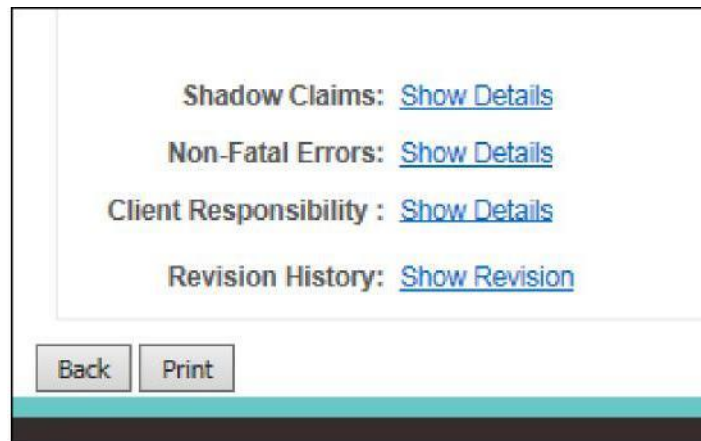 Shadow Claims: Show Details
Non-Fatal Errors: Show Details
Client Responsibility : Show Details
Revision History: Show Revision
Back Print